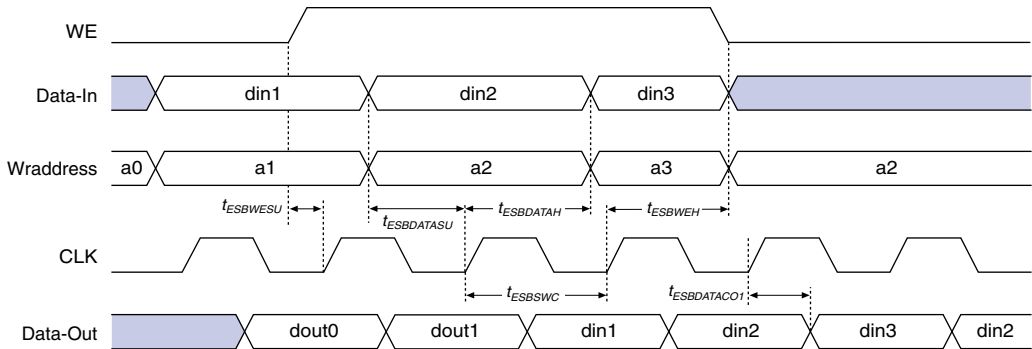 WE
Data-In din1 din2 din3
Wraddress a0 a1 a2 a3 a2
tESBWESU tESBDATASU tESBDATAH tESBWEH
CLK
tESBSWC tESBDATACO1
Data-Out dout0 dout1 din1 din2 din3 din2